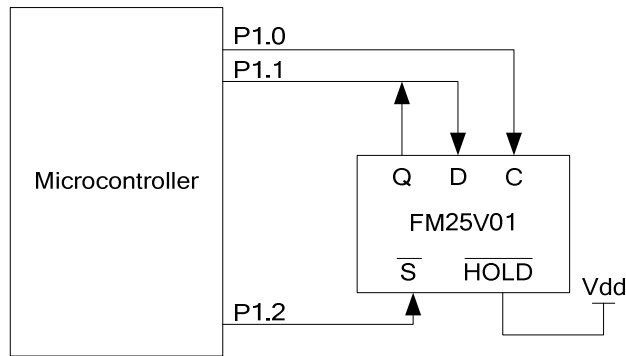 P1.0
P1.1
Microcontroller
Q D C
FM25V01
S HOLD
Vdd
P1.2